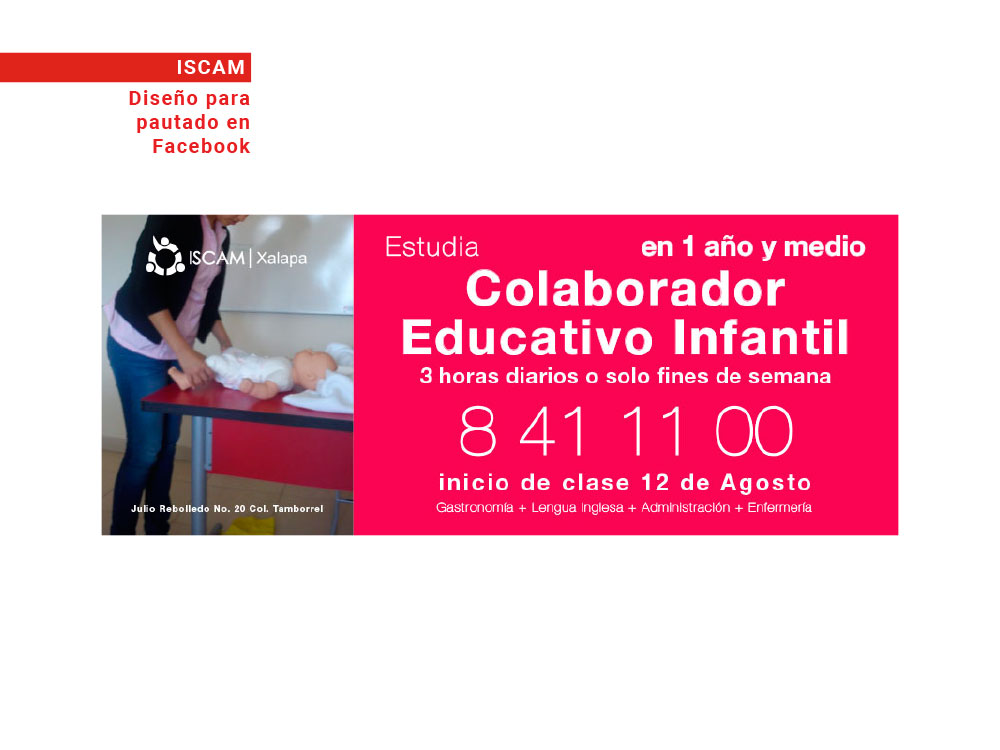 ISCAM
Diseño para
pautado en
Facebook
ISCAM | Xalapa
Julio Rebolledo No. 20 Col. Tamborrel
Estudia en 1 año y medio
Colaborador
Educativo Infantil
3 horas diarios o solo fines de semana
8 41 11 00
inicio de clase 12 de Agosto
Gastronomía + Lengua Inglesa + Administración + Enfermería